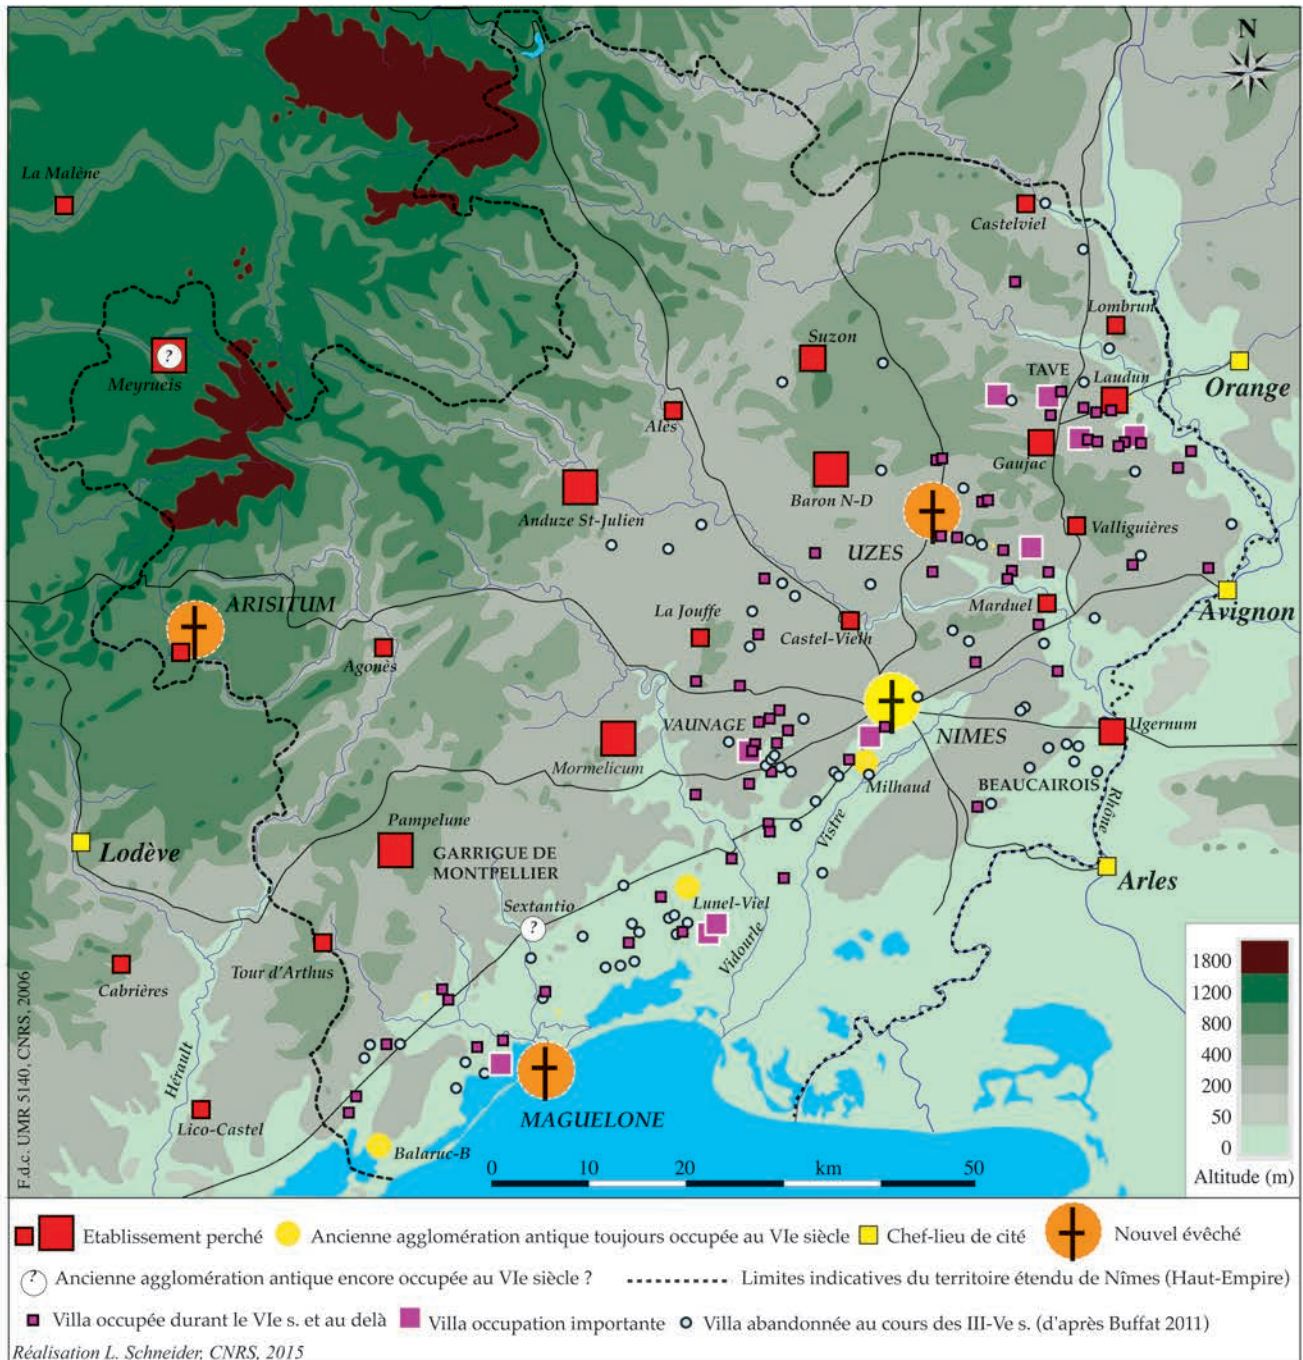 N
La Malène
Castelviel
Lombrun
Suzon
TAVE
Laudun
Orange
?
Meyrueis
Alès
Gaujac
Baron N-D
Anduze St-Julien
Valliguières
UZES
ARISITUM
La Jouffe
Castel-Vielh
Marduel
Avignon
Agonès
VAUNAGE
NIMES
Ugernum
Mormelicum
Milhaud
BEAUCAIROIS
Rhône
Pampelune
Vistre
Lodève
GARRIGUE DE
MONTPELLIER
Arles
Sextantio
?
Lunel-Viel
Vidourle
Tour d'Arthus
Cabrières
Hérault
1800
1200
800
400
200
50
0
Altitude (m)
Lico-Castel
MAGUELONE
Balaruc-B
0 10 20 km 50
F.d.c. UMR 5140, CNRS, 2006
Etablissement perché
Ancienne agglomération antique toujours occupée au VIe siècle
Chef-lieu de cité
Nouvel évêché
? Ancienne agglomération antique encore occupée au VIe siècle ?
Limites indicatives du territoire étendu de Nîmes (Haut-Empire)
Villa occupée durant le VIe s. et au delà
Villa occupation importante
Villa abandonnée au cours des III-Ve s. (d'après Buffat 2011)
Réalisation L. Schneider, CNRS, 2015